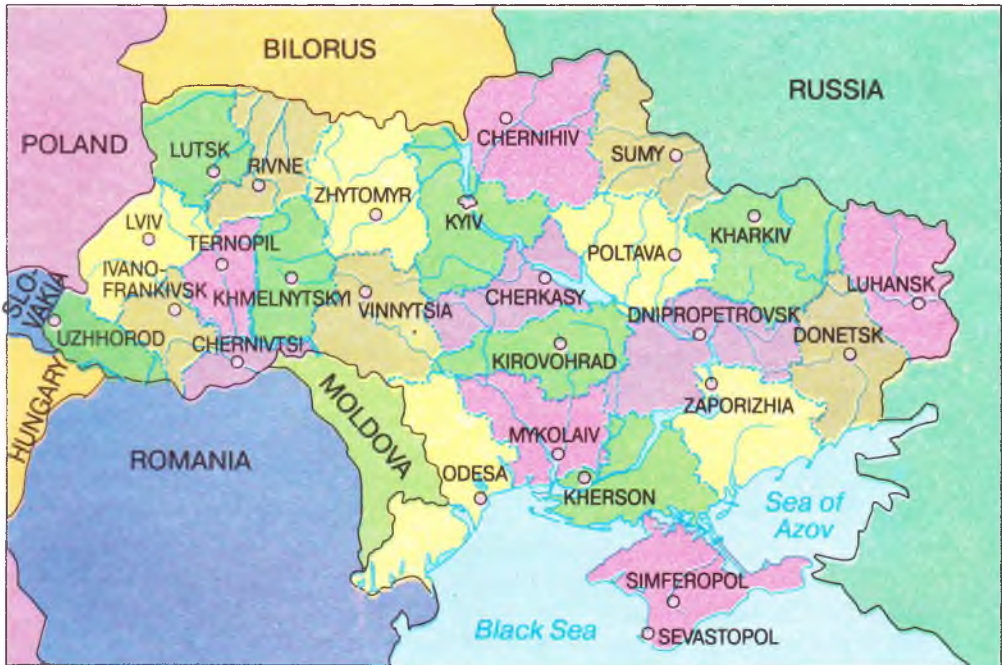 BILORUS
RUSSIA
POLAND
CHERNIHIV
LUTSK
RIVNE
SUMY
ZHYTOMYR
KYIV
LVIV
TERNOPIL
POLTAVA
KHARKIV
SLO-
VAKIA
IVANO-
FRANKIVSK
KHMELNYTSKYI
VINNYTSIA
CHERKASY
LUHANSK
UZHHOROD
CHERNIVTSI
DNIPROPETROVSK
DONETSK
KIROVOHRAD
HUNGARY
MOLDOVA
ZAPORIZHIA
ROMANIA
MYKOLAIV
ODESA
KHERSON
Sea of
Azov
SIMFEROPOL
Black Sea
SEVASTOPOL